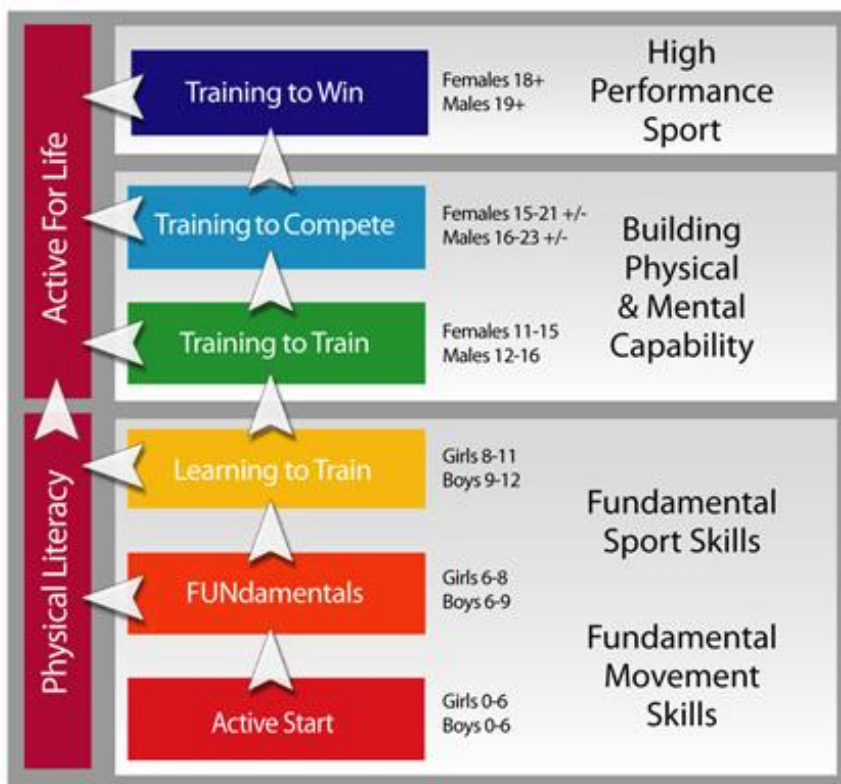 Active For Life
Training to Win
Females 18+
Males 19+
High
Performance
Sport
Training to Compete
Females 15-21 +/-
Males 16-23 +/-
Training to Train
Females 11-15
Males 12-16
Building
Physical
& Mental
Capability
Physical Literacy
Learning to Train
Girls 8-11
Boys 9-12
Fundamental
Sport Skills
FUNdamentals
Girls 6-8
Boys 6-9
Fundamental
Movement
Skills
Active Start
Girls 0-6
Boys 0-6